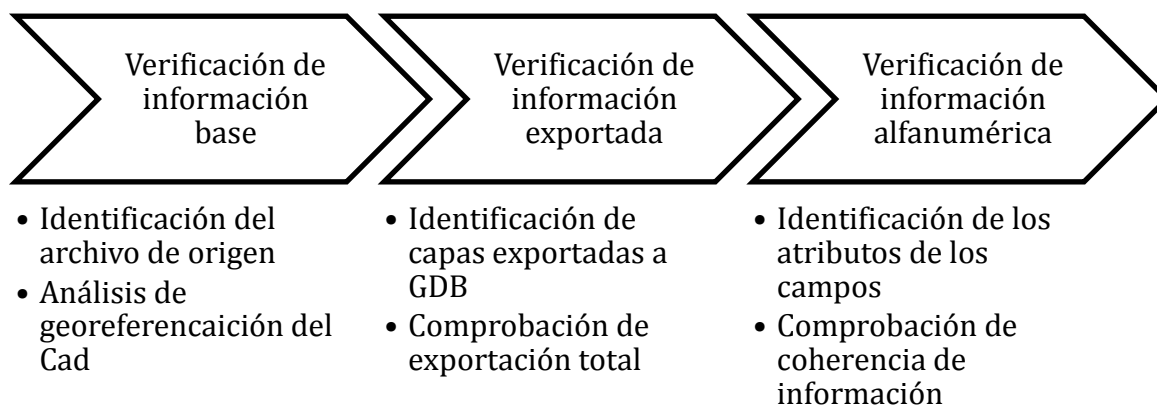 Verificación de
información
base
• Identificación del
archivo de origen
• Análisis de
georeferencaición del
Cad
Verificación de
información
exportada
• Identificación de
capas exportadas a
GDB
• Comprobación de
exportación total
Verificación de
información
alfanumérica
• Identificación de los
atributos de los
campos
• Comprobación de
coherencia de
información